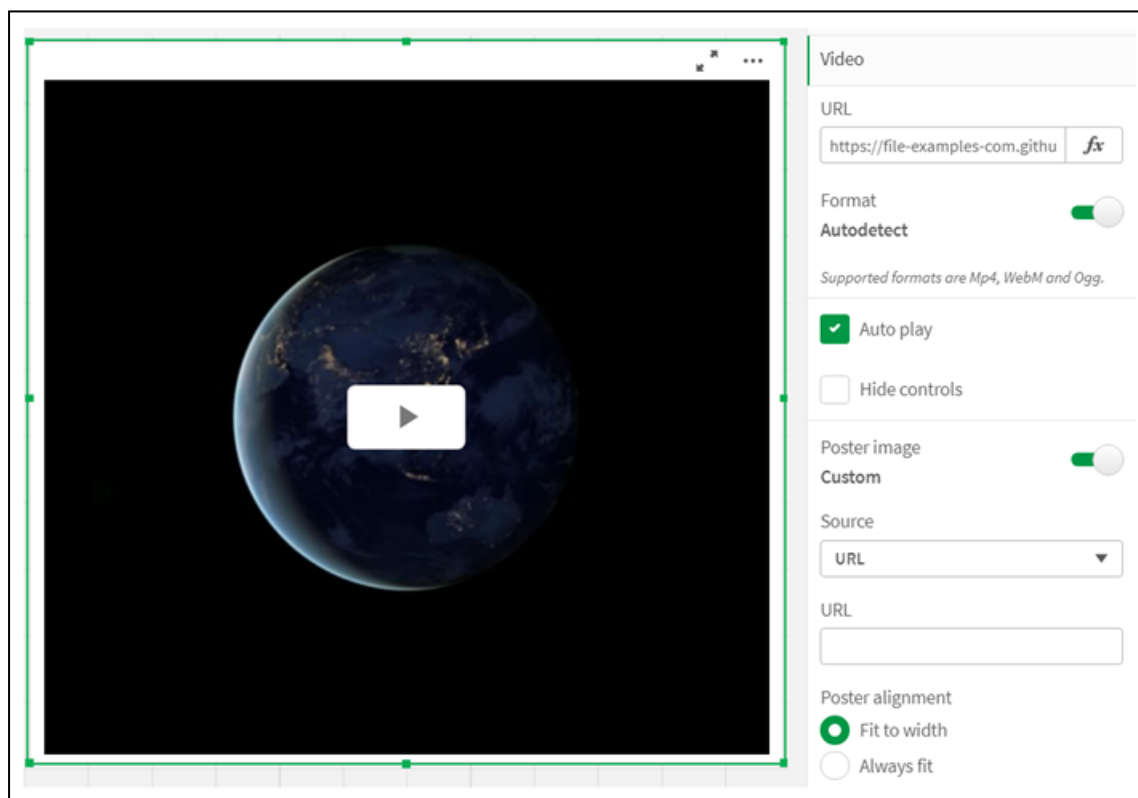 Video
URL
https://file-examples-com.githu
fx
Format
Autodetect
Supported formats are Mp4, WebM and Ogg.
Auto play
Hide controls
Poster image
Custom
Source
URL
URL
Poster alignment
Fit to width
Always fit